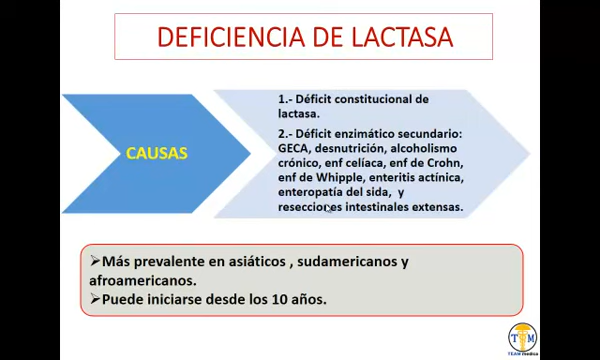 DEFICIENCIA DE LACTASA
CAUSAS
1.- Déficit constitucional de
lactasa.
2.- Déficit enzimático secundario:
GECA, desnutrición, alcoholismo
crónico, enf celíaca, enf de Crohn,
enf de Whipple, enteritis actínica,
enteropatía del sida, y
resecciones intestinales extensas.
➢Más prevalente en asiáticos , sudamericanos y
afroamericanos.
➢Puede iniciarse desde los 10 años.
T M
TEAM medica